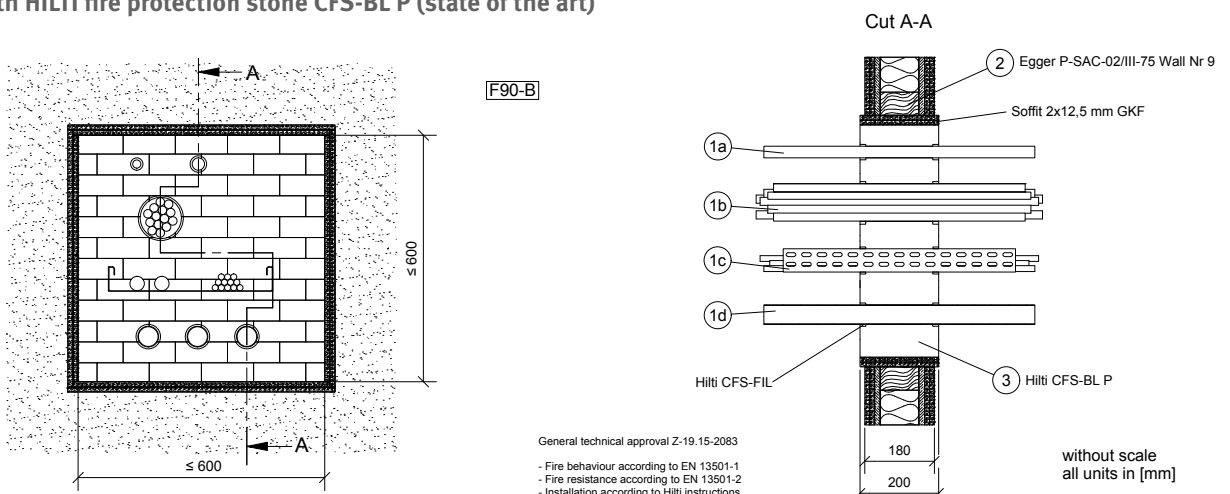 HILTI fire protection stone CFS-BL P (state of the art)
Cut A-A
A
F90-B
2 Egger P-SAC-02/III-75 Wall Nr 9
Soffit 2x12,5 mm GKF
1a
1b
1c
1d
≤ 600
Hilti CFS-FIL
3 Hilti CFS-BL P
A
≤ 600
General technical approval Z-19.15-2083
- Fire behaviour according to EN 13501-1
- Fire resistance according to EN 13501-2
- Installation according to Hilti instructions
180
200
without scale
all units in [mm]